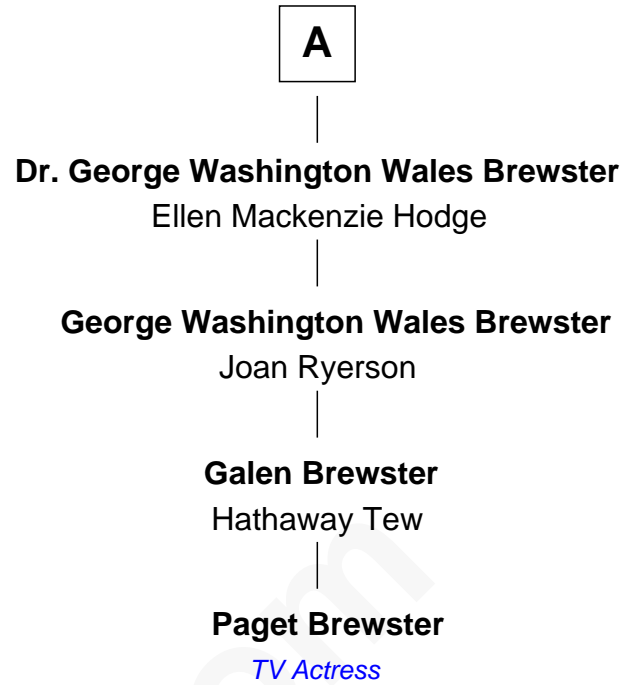 A
Dr. George Washington Wales Brewster
Ellen Mackenzie Hodge
George Washington Wales Brewster
Joan Ryerson
Galen Brewster
Hathaway Tew
Paget Brewster
TV Actress